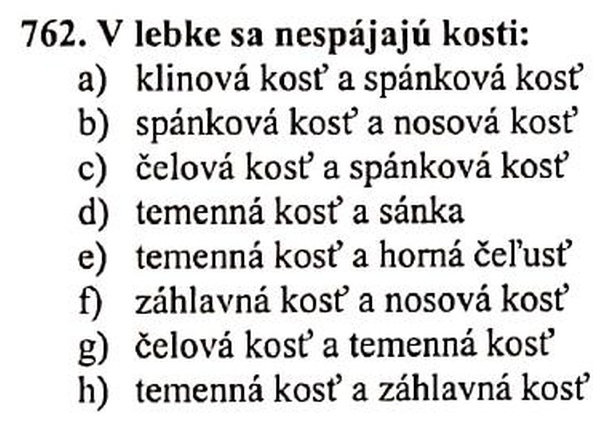 762. V lebke sa nespájajú kosti:
a) klinová kosť a spánková kosť
b) spánková kosť a nosová kosť
c) čelová kosť a spánková kosť
d) temenná kosť a sánka
e) temenná kosť a horná čeľusť
f) záhlavná kosť a nosová kosť
g) čelová kosť a temenná kosť
h) temenná kosť a záhlavná kosť